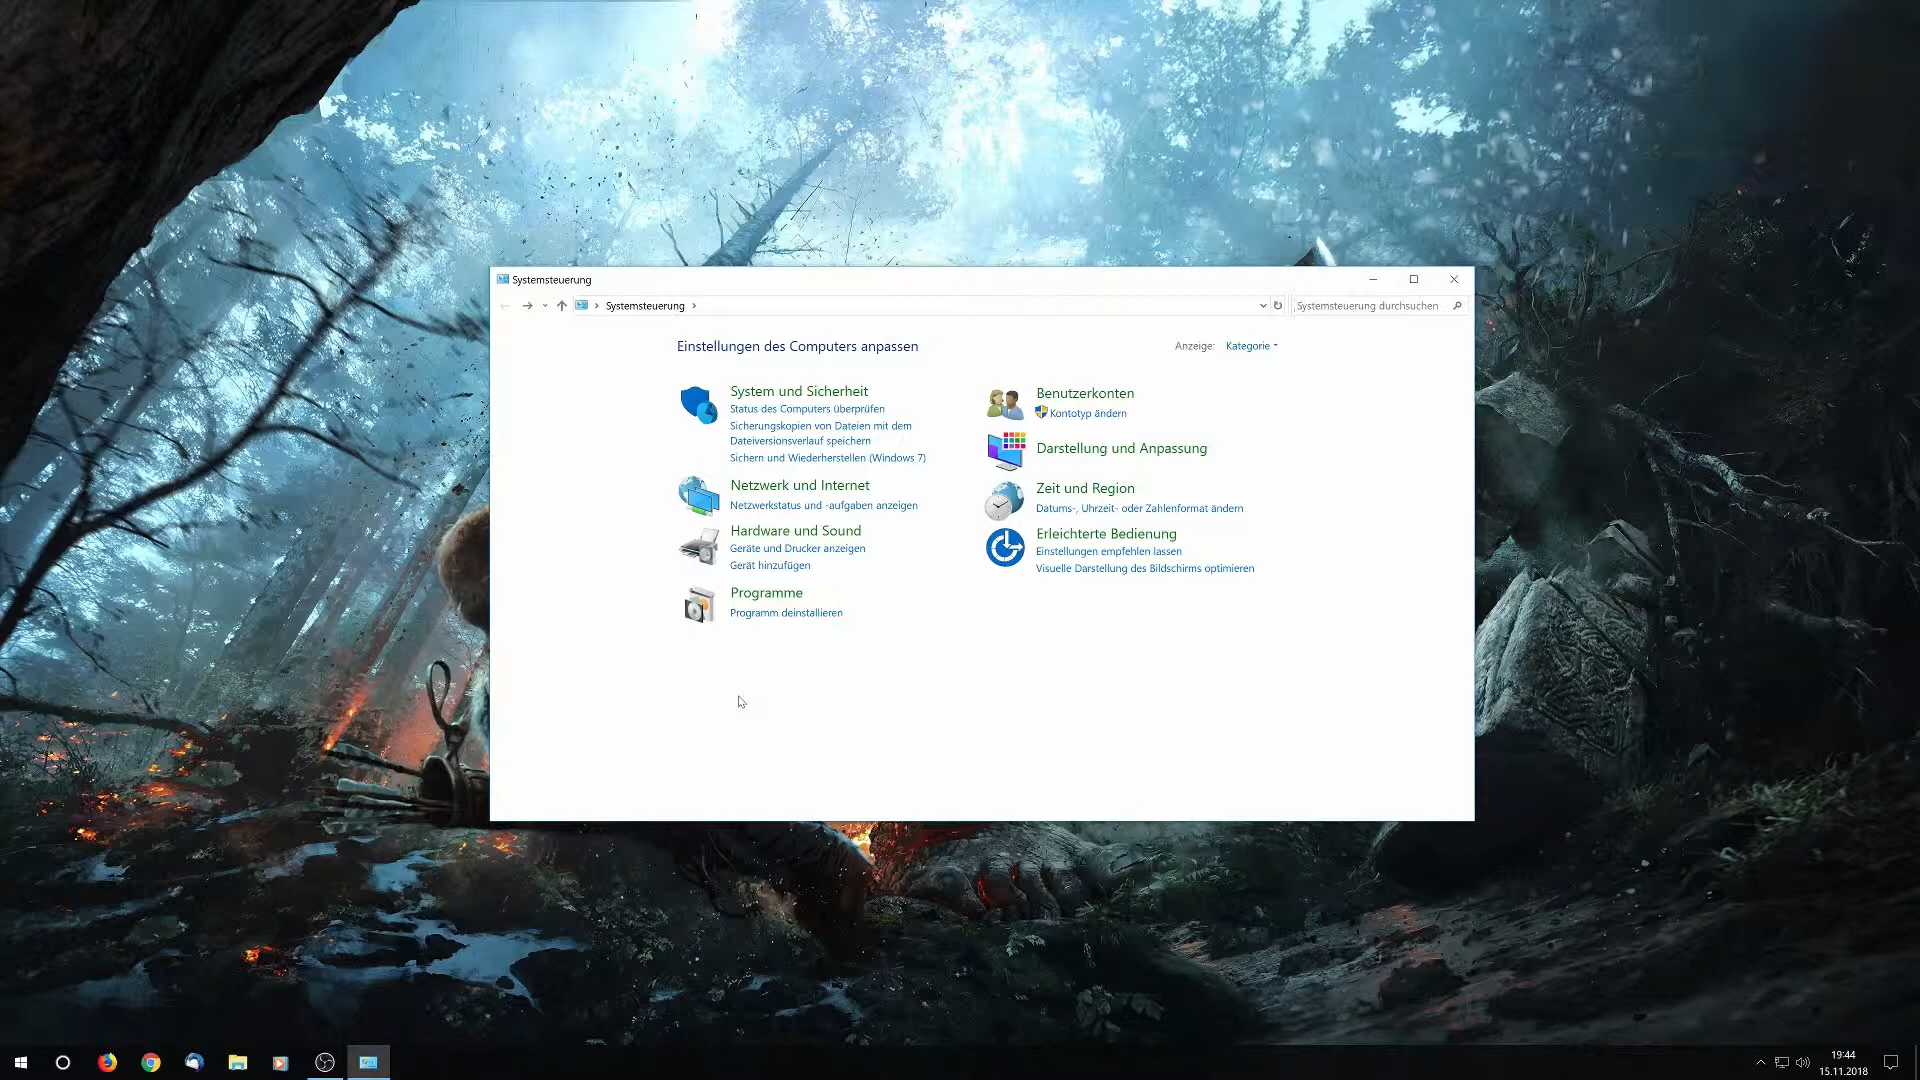 Systemsteuerung
Systemsteuerung
Systemsteuerung durchsuchen
Einstellungen des Computers anpassen
Anzeige: Kategorie
System und Sicherheit
Status des Computers überprüfen
Sicherungskopien von Dateien mit dem
Dateiversionsverlauf speichern
Sichern und Wiederherstellen (Windows 7)
Netzwerk und Internet
Netzwerkstatus und -aufgaben anzeigen
Hardware und Sound
Geräte und Drucker anzeigen
Gerät hinzufügen
Programme
Programm deinstallieren
Benutzerkonten
Kontotyp ändern
Darstellung und Anpassung
Zeit und Region
Datums-, Uhrzeit- oder Zahlenformat ändern
Erleichterte Bedienung
Einstellungen empfehlen lassen
Visuelle Darstellung des Bildschirms optimieren
19:44
15.11.2018